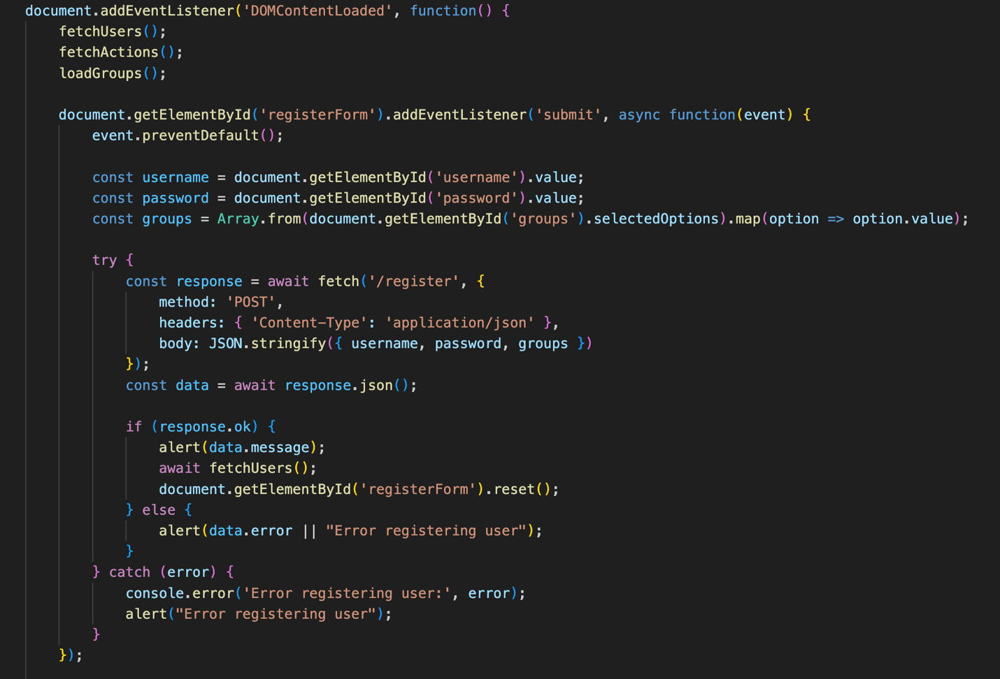 document.addEventListener('DOMContentLoaded', function() {
    fetchUsers();
    fetchActions();
    loadGroups();

    document.getElementById('registerForm').addEventListener('submit', async function(event) {
        event.preventDefault();

        const username = document.getElementById('username').value;
        const password = document.getElementById('password').value;
        const groups = Array.from(document.getElementById('groups').selectedOptions).map(option => option.value);

        try {
            const response = await fetch('/register', {
                method: 'POST',
                headers: { 'Content-Type': 'application/json' },
                body: JSON.stringify({ username, password, groups })
            });
            const data = await response.json();

            if (response.ok) {
                alert(data.message);
                await fetchUsers();
                document.getElementById('registerForm').reset();
            } else {
                alert(data.error || "Error registering user");
            }
        } catch (error) {
            console.error('Error registering user:', error);
            alert("Error registering user");
        }
    });